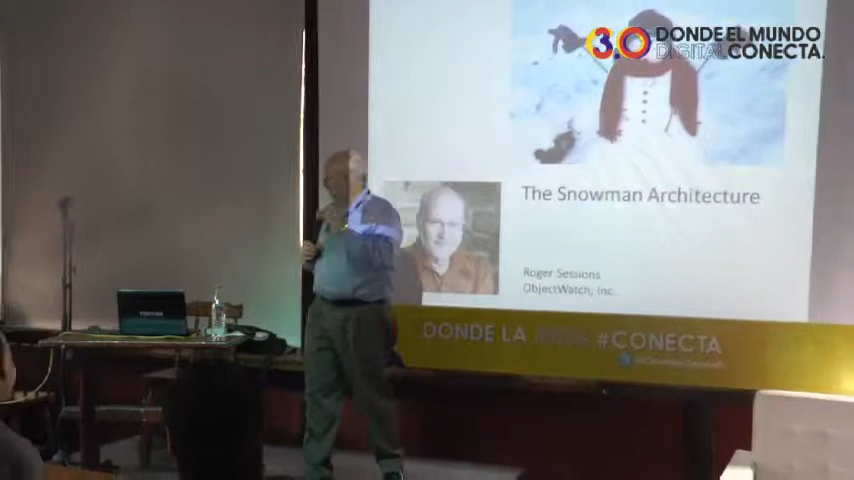 3.0 DONDE EL MUNDO
DIGITAL CONECTA.
The Snowman Architecture
Roger Sessions
ObjectWatch, Inc.
DONDE LA #CONECTA
TOSHIBA